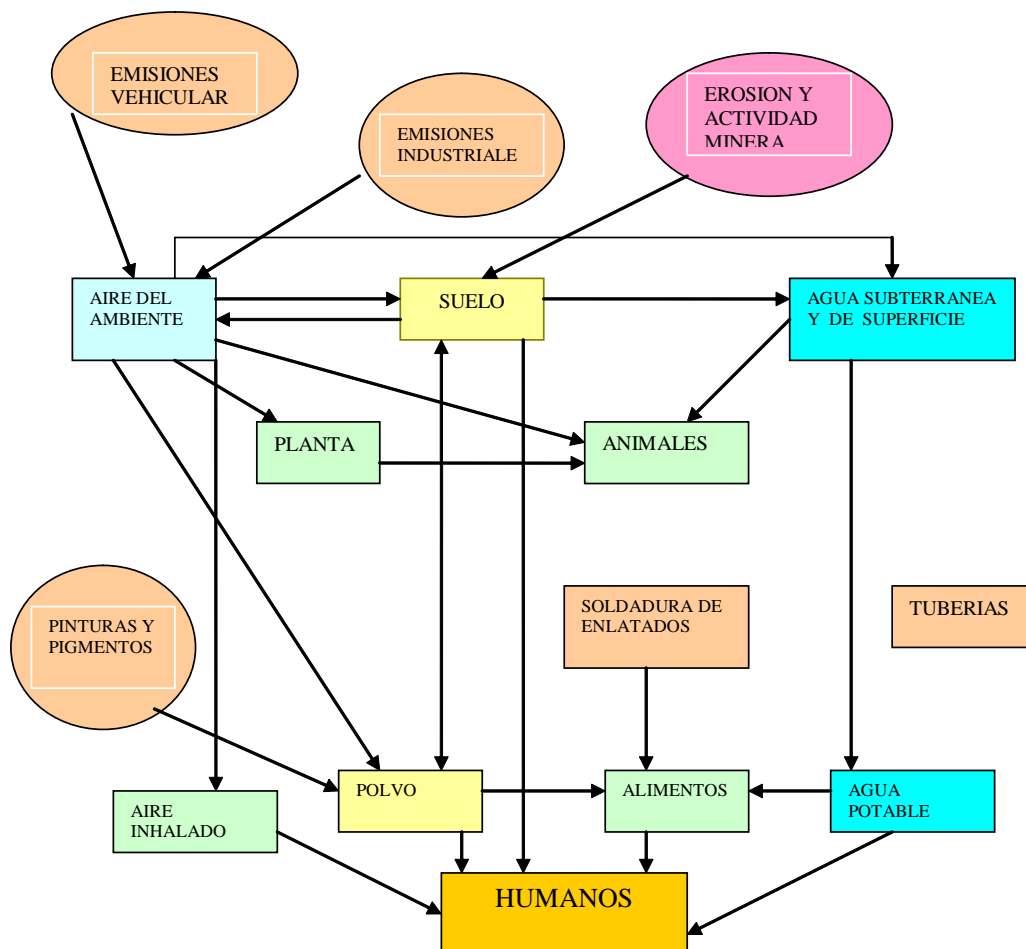 EMISIONES
VEHICULAR
EMISIONES
INDUSTRIALE
EROSION Y
ACTIVIDAD
MINERA
AIRE DEL
AMBIENTE
SUELO
AGUA SUBTERRANEA
Y DE SUPERFICIE
PLANTA
ANIMALES
PINTURAS Y
PIGMENTOS
SOLDADURA DE
ENLATADOS
TUBERIAS
AIRE
INHALADO
POLVO
ALIMENTOS
AGUA
POTABLE
HUMANOS